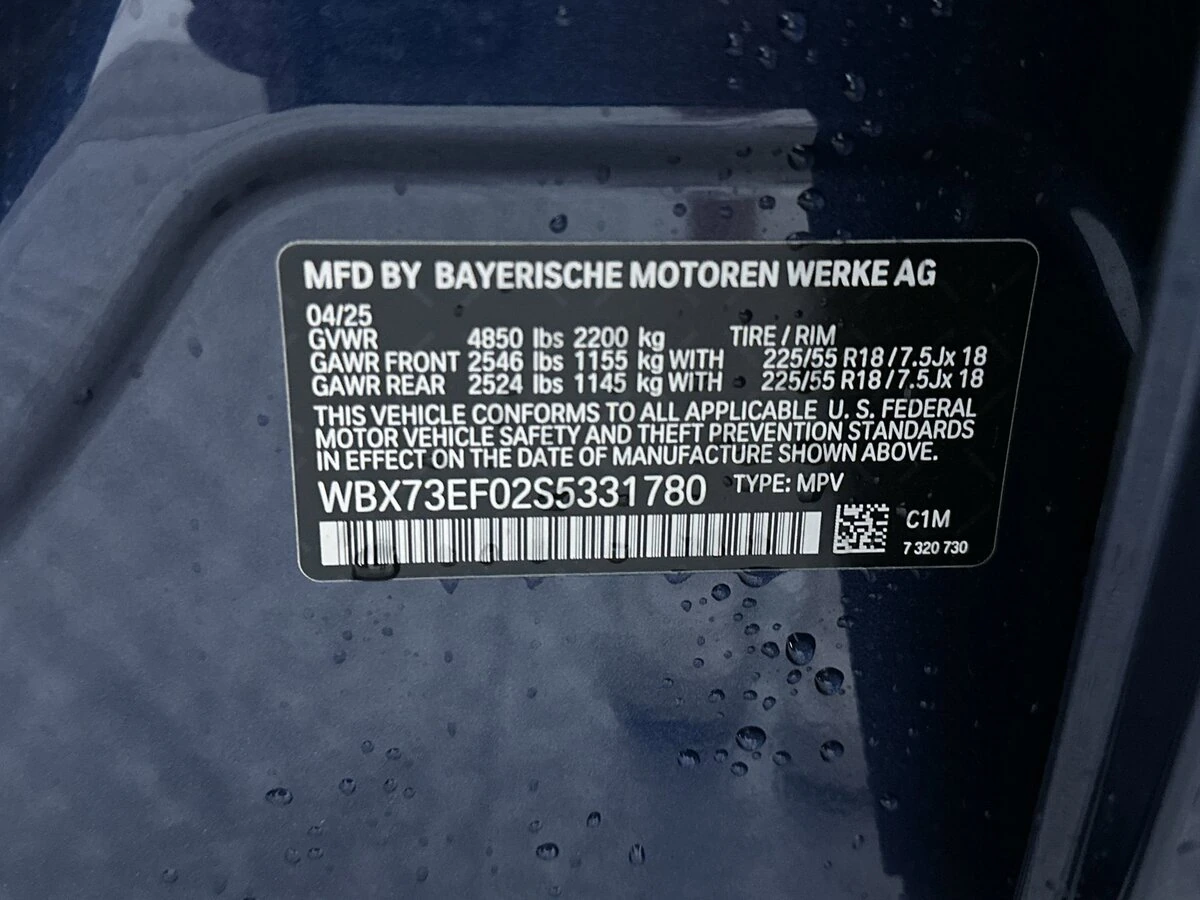 MFD BY BAYERISCHE MOTOREN WERKE AG
04/25
GVWR 4850 lbs 2200 kg TIRE / RIM
GAWR FRONT 2546 lbs 1155 kg WITH 225/55 R18 / 7.5Jx 18
GAWR REAR 2524 lbs 1145 kg WITH 225/55 R18 / 7.5Jx 18
THIS VEHICLE CONFORMS TO ALL APPLICABLE U. S. FEDERAL
MOTOR VEHICLE SAFETY AND THEFT PREVENTION STANDARDS
IN EFFECT ON THE DATE OF MANUFACTURE SHOWN ABOVE.
WBX73EF02S5331780 TYPE: MPV
C1M
7 320 730